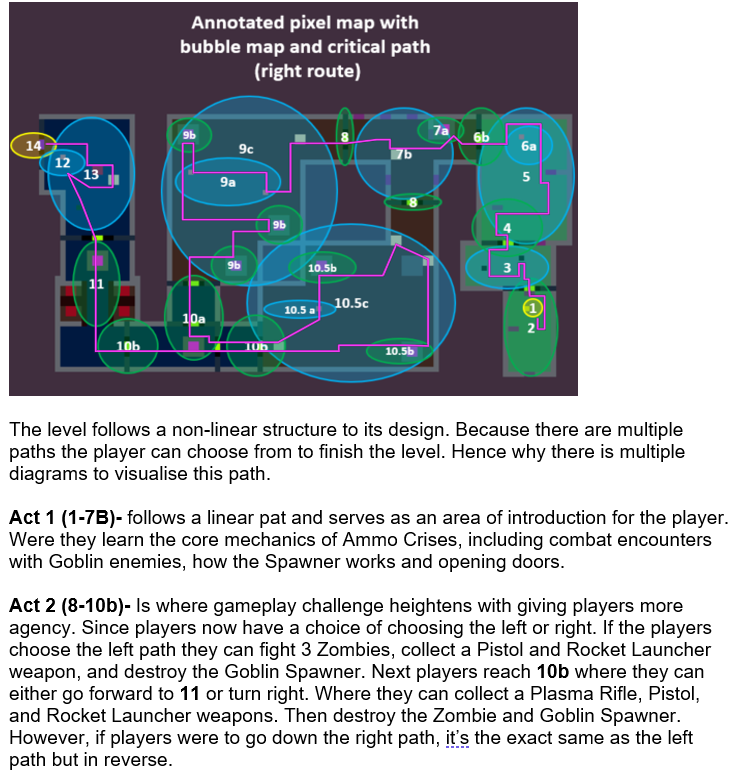 Annotated pixel map with
bubble map and critical path
(right route)
14
12
13
9b
9c
9a
9b
9b
8
7b
7a
6b
6a
5
8
4
3
1
2
10.5b
10.5 a
10.5c
11
10a
10b
10b
10.5b
The level follows a non-linear structure to its design. Because there are multiple
paths the player can choose from to finish the level. Hence why there is multiple
diagrams to visualise this path.
Act 1 (1-7B)- follows a linear pat and serves as an area of introduction for the player.
Were they learn the core mechanics of Ammo Crises, including combat encounters
with Goblin enemies, how the Spawner works and opening doors.
Act 2 (8-10b)- Is where gameplay challenge heightens with giving players more
agency. Since players now have a choice of choosing the left or right. If the players
choose the left path they can fight 3 Zombies, collect a Pistol and Rocket Launcher
weapon, and destroy the Goblin Spawner. Next players reach 10b where they can
either go forward to 11 or turn right. Where they can collect a Plasma Rifle, Pistol,
and Rocket Launcher weapons. Then destroy the Zombie and Goblin Spawner.
However, if players were to go down the right path, it's the exact same as the left
path but in reverse.